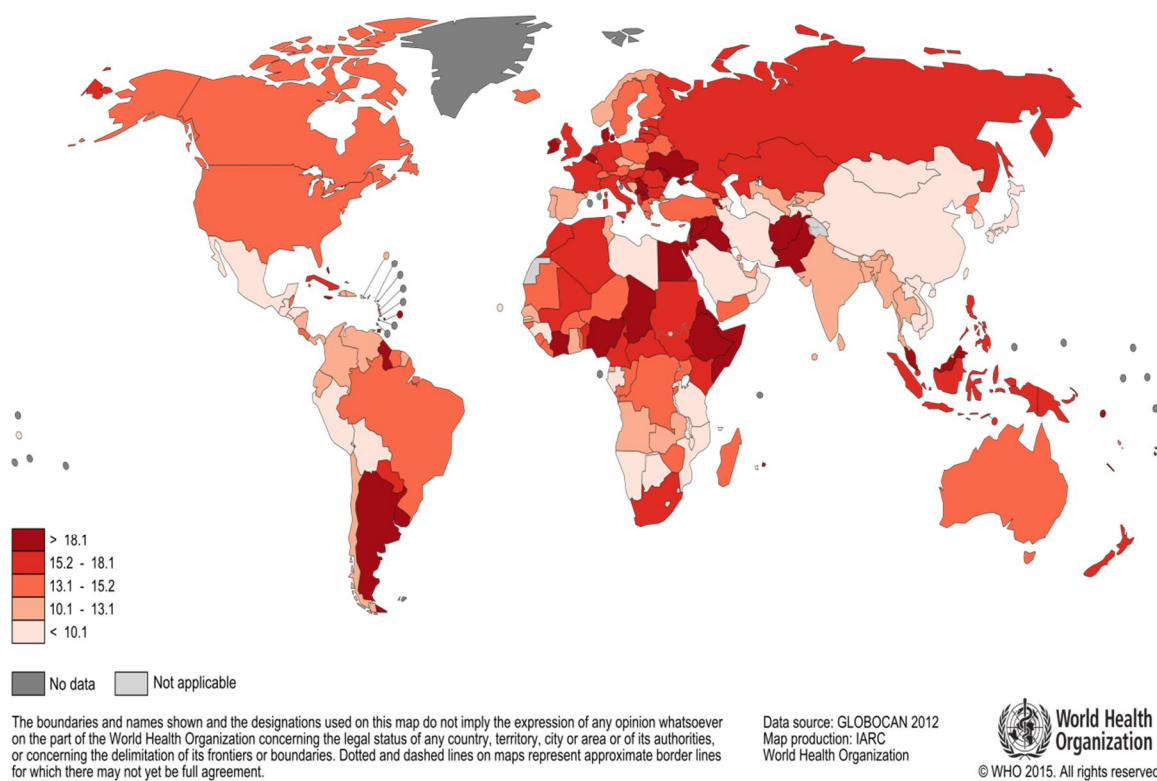 > 18.1
15.2 - 18.1
13.1 - 15.2
10.1 - 13.1
< 10.1
No data
Not applicable
The boundaries and names shown and the designations used on this map do not imply the expression of any opinion whatsoever
on the part of the World Health Organization concerning the legal status of any country, territory, city or area or of its authorities,
or concerning the delimitation of its frontiers or boundaries. Dotted and dashed lines on maps represent approximate border lines
for which there may not yet be full agreement.
Data source: GLOBOCAN 2012
Map production: IARC
World Health Organization
World Health
Organization
© WHO 2015. All rights reserved